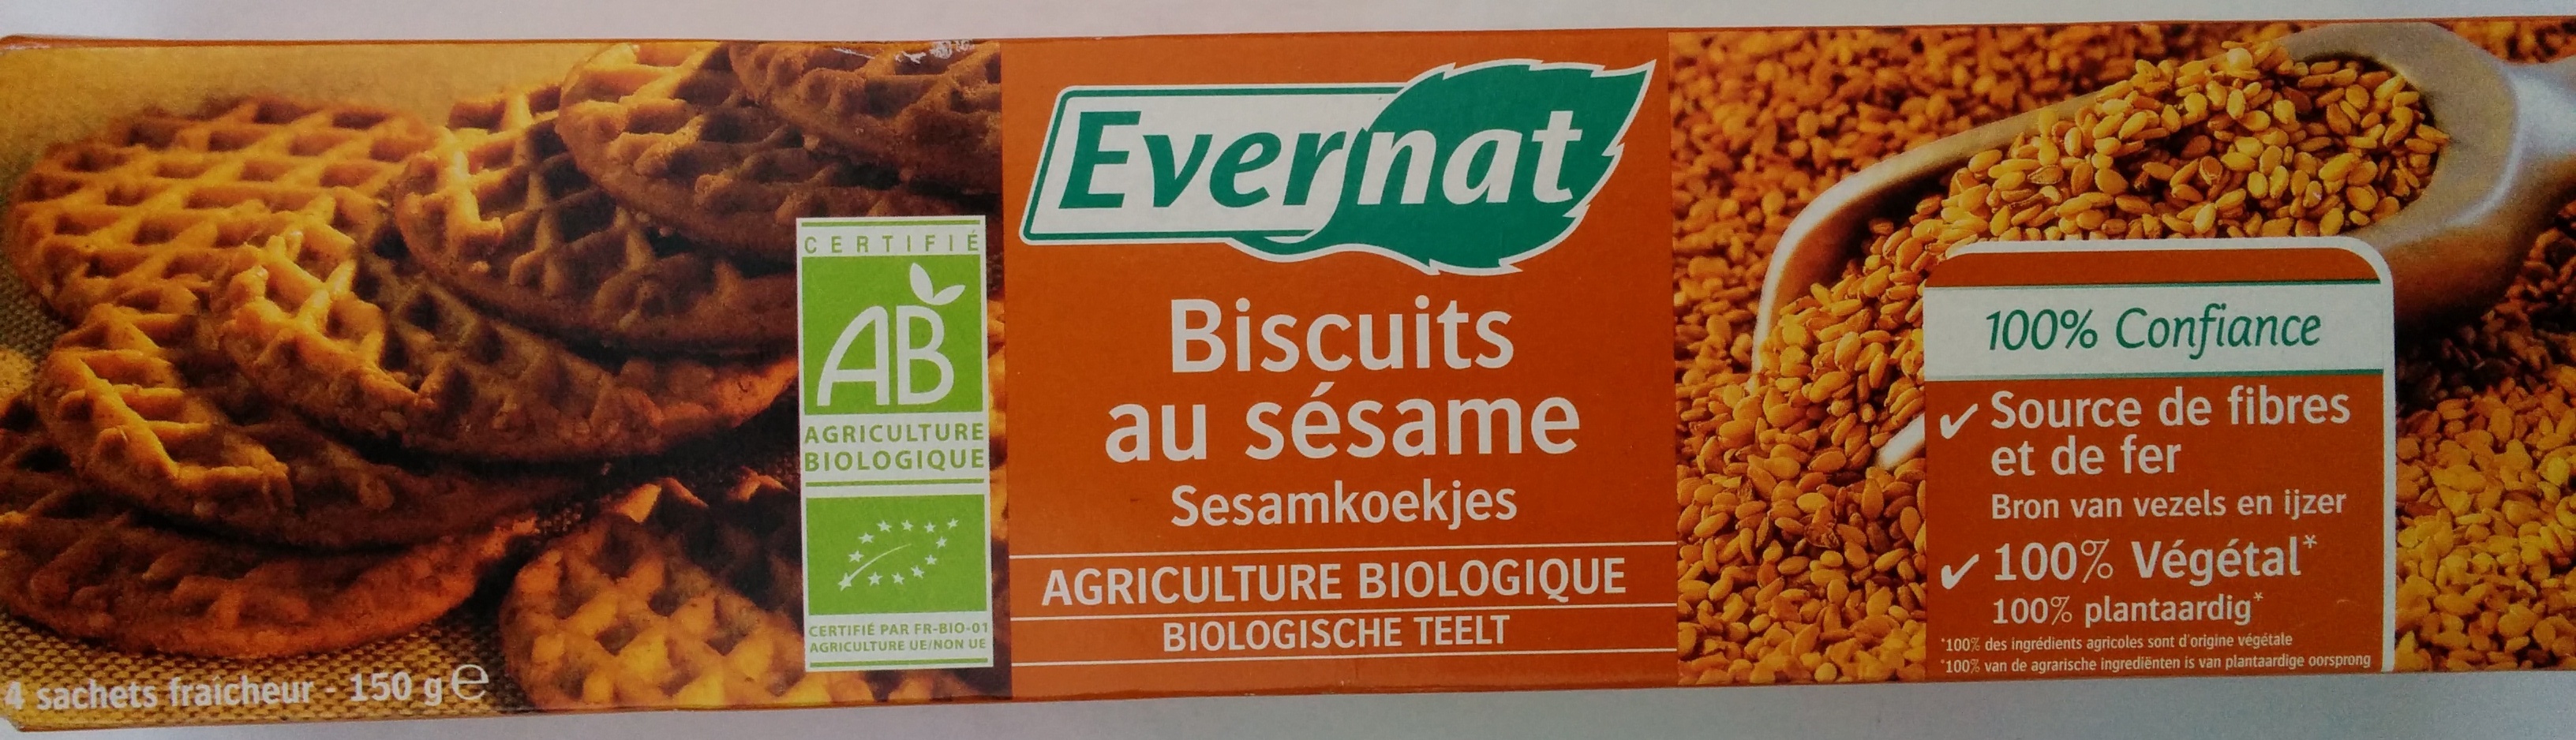 CERTIFIÉ
AB
AGRICULTURE
BIOLOGIQUE
CERTIFIÉ PAR FR-BIO-01
AGRICULTURE UE/NON UE
4 sachets fraîcheur - 150 g e
Evernat
Biscuits
au sésame
Sesamkoekjes
AGRICULTURE BIOLOGIQUE
BIOLOGISCHE TEELT
100% Confiance
✓ Source de fibres
et de fer
Bron van vezels en ijzer
✓ 100% Végétal*
100% plantaardig*
*100% des ingrédients agricoles sont d'origine végétale
*100% van de agrarische ingrediënten is van plantaardige oorsprong